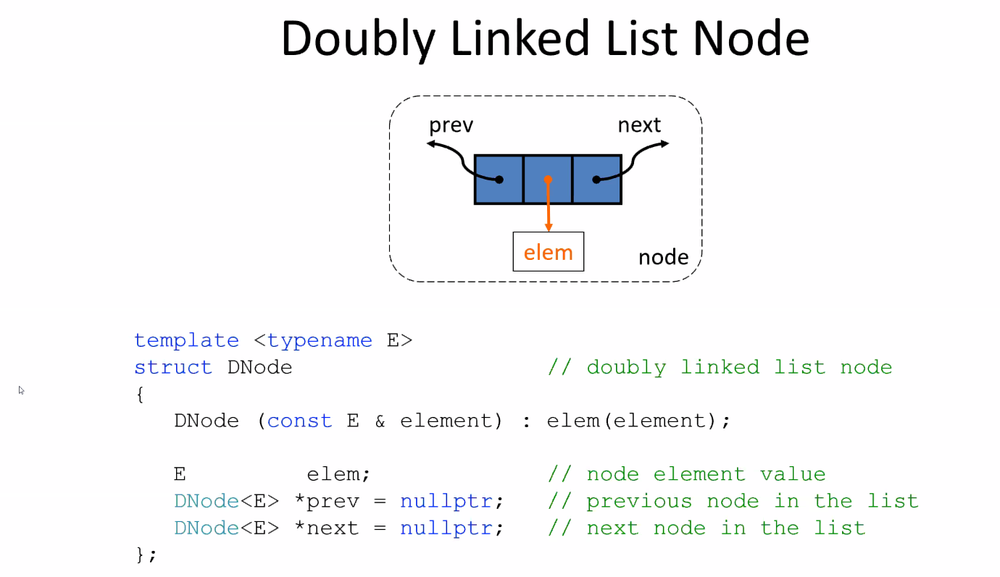 Doubly Linked List Node
prev next
elem
node
template <typename E>
struct DNode // doubly linked list node
{
DNode (const E & element) : elem(element);
E elem; // node element value
DNode<E> *prev = nullptr; // previous node in the list
DNode<E> *next = nullptr; // next node in the list
};